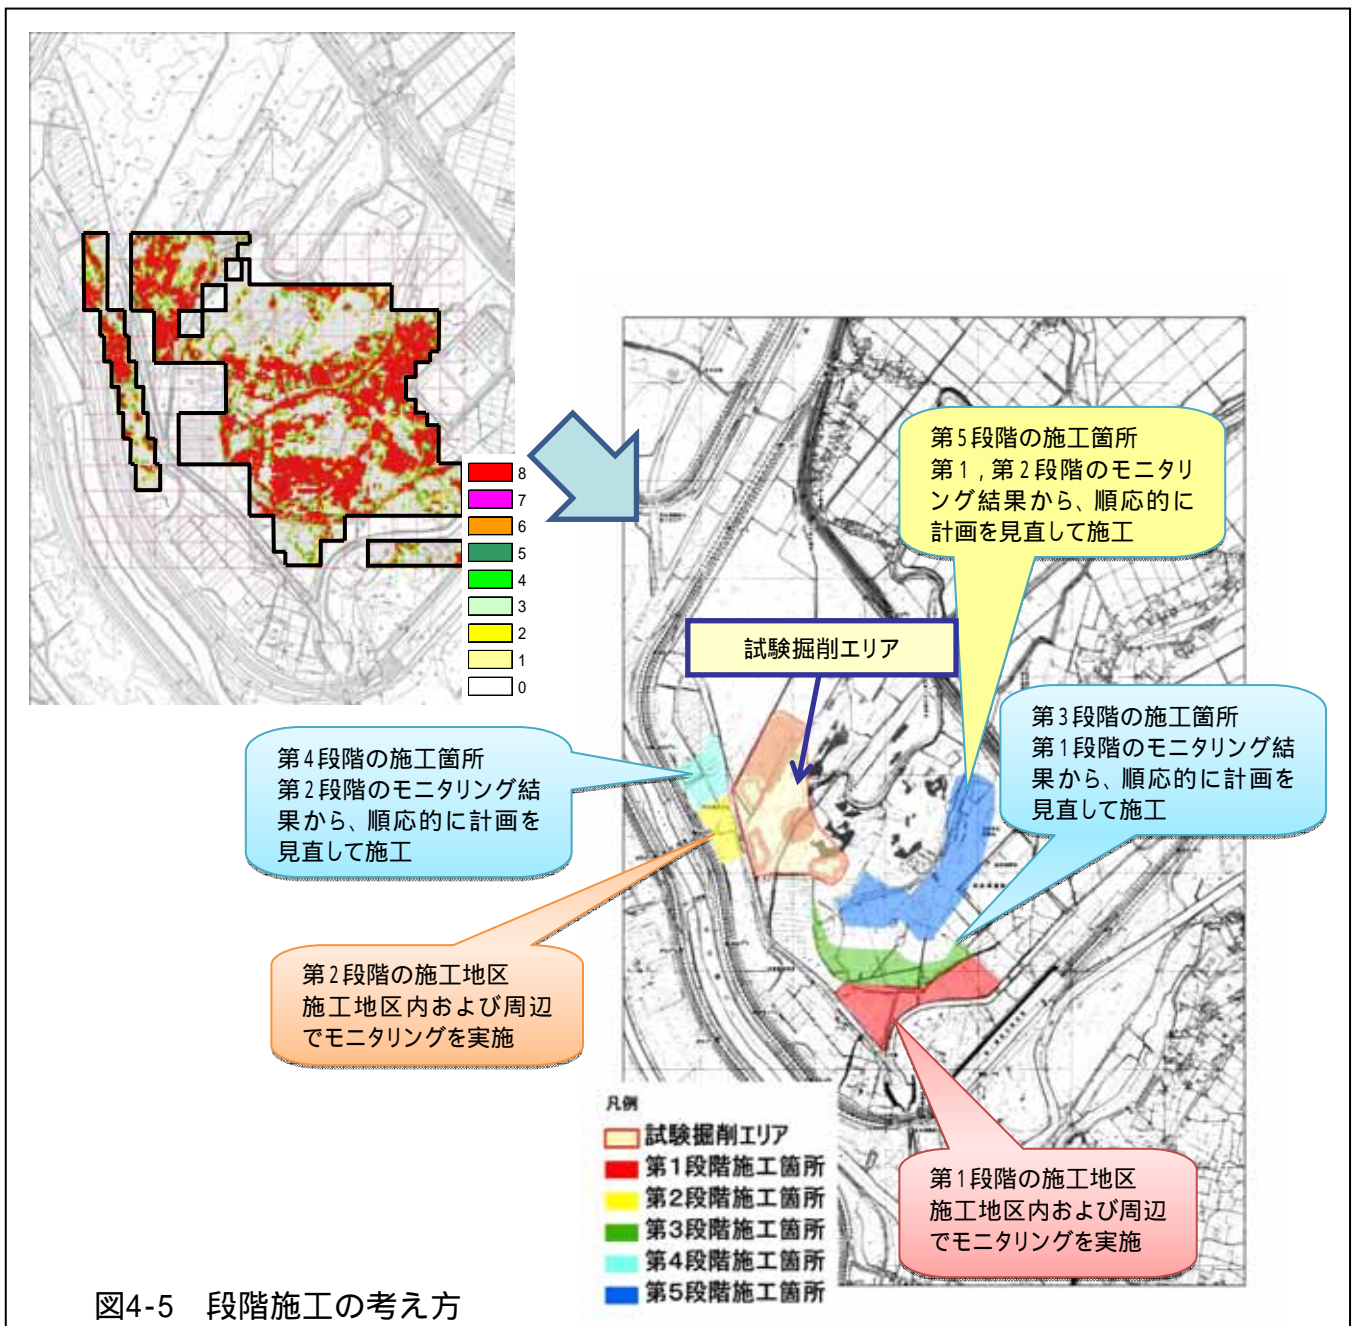 8
7
6
5
4
3
2
1
0
第5段階の施工箇所
第1,第2段階のモニタリ
ング結果から、順応的に
計画を見直して施工
試験掘削エリア
第3段階の施工箇所
第1段階のモニタリング結
果から、順応的に計画を
見直して施工
第4段階の施工箇所
第2段階のモニタリング結
果から、順応的に計画を
見直して施工
第2段階の施工地区
施工地区内および周辺
でモニタリングを実施
第1段階の施工地区
施工地区内および周辺
でモニタリングを実施
凡例
試験掘削エリア
第1段階施工箇所
第2段階施工箇所
第3段階施工箇所
第4段階施工箇所
第5段階施工箇所
図4-5 段階施工の考え方